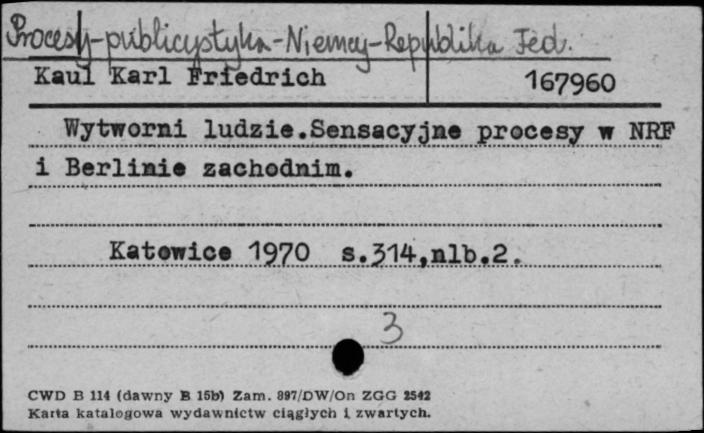 Procesy-publicystyka-Niemcy-Republika Fed.
Kaul Karl Friedrich 167960
Wytworni ludzie.Sensacyjne procesy w NRF
i Berlinie zachodnim.
Katowice 1970 s.314,nlb.2.
3
CWD B 114 (dawny B 15b) Zam. 897/DW/On ZGG 2542
Karta katalogowa wydawnictw ciągłych i zwartych.